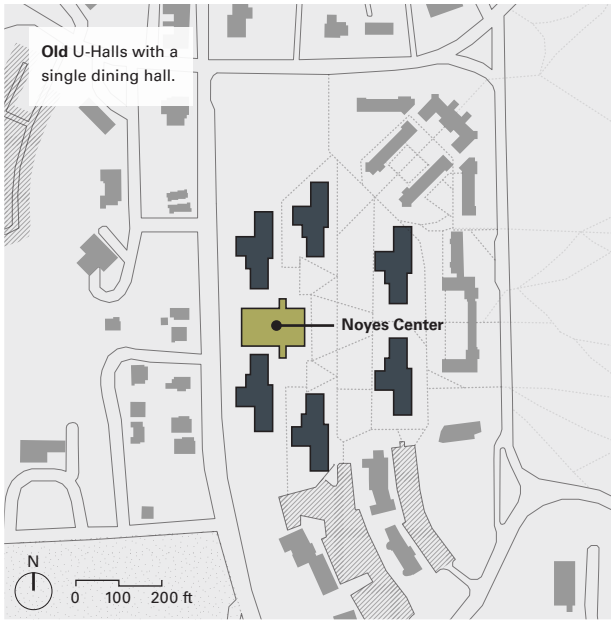 Old U-Halls with a
single dining hall.
Noyes Center
N
0 100 200 ft